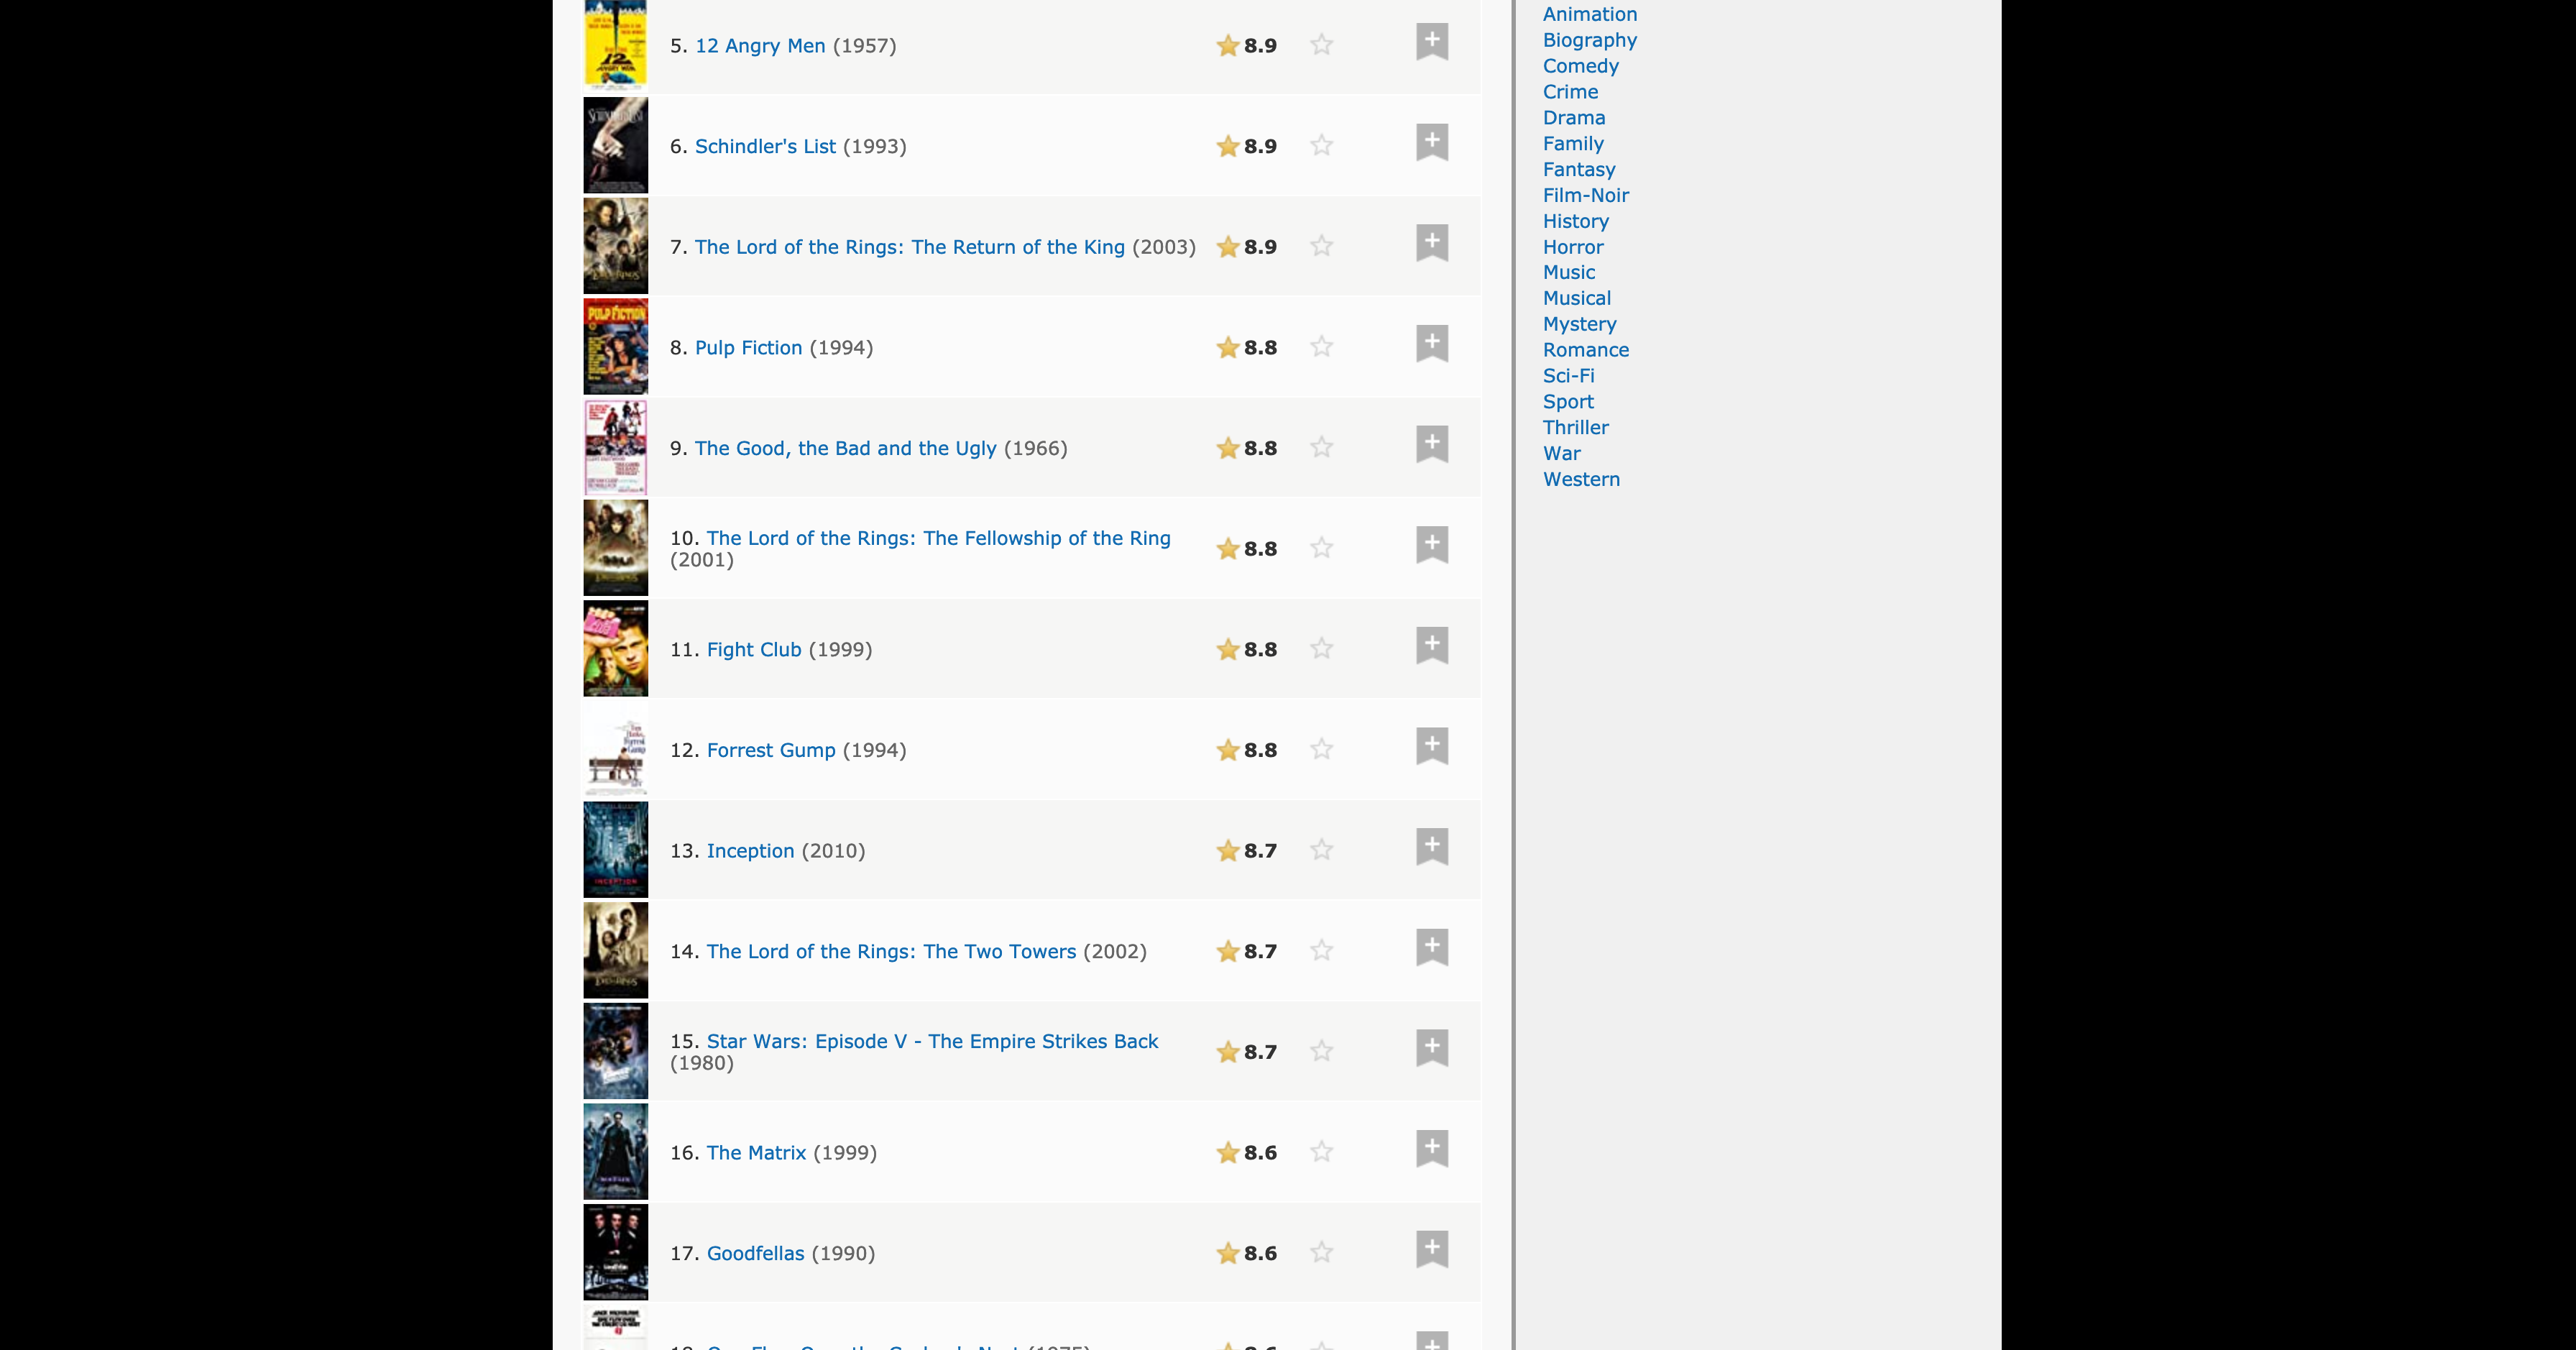 5. 12 Angry Men (1957) 8.9
6. Schindler's List (1993) 8.9
7. The Lord of the Rings: The Return of the King (2003) 8.9
PULP FICTION
8. Pulp Fiction (1994) 8.8
9. The Good, the Bad and the Ugly (1966) 8.8
10. The Lord of the Rings: The Fellowship of the Ring
(2001) 8.8
11. Fight Club (1999) 8.8
12. Forrest Gump (1994) 8.8
13. Inception (2010) 8.7
INCEPTION
14. The Lord of the Rings: The Two Towers (2002) 8.7
15. Star Wars: Episode V - The Empire Strikes Back
(1980) 8.7
16. The Matrix (1999) 8.6
17. Goodfellas (1990) 8.6
Animation
Biography
Comedy
Crime
Drama
Family
Fantasy
Film-Noir
History
Horror
Music
Musical
Mystery
Romance
Sci-Fi
Sport
Thriller
War
Western